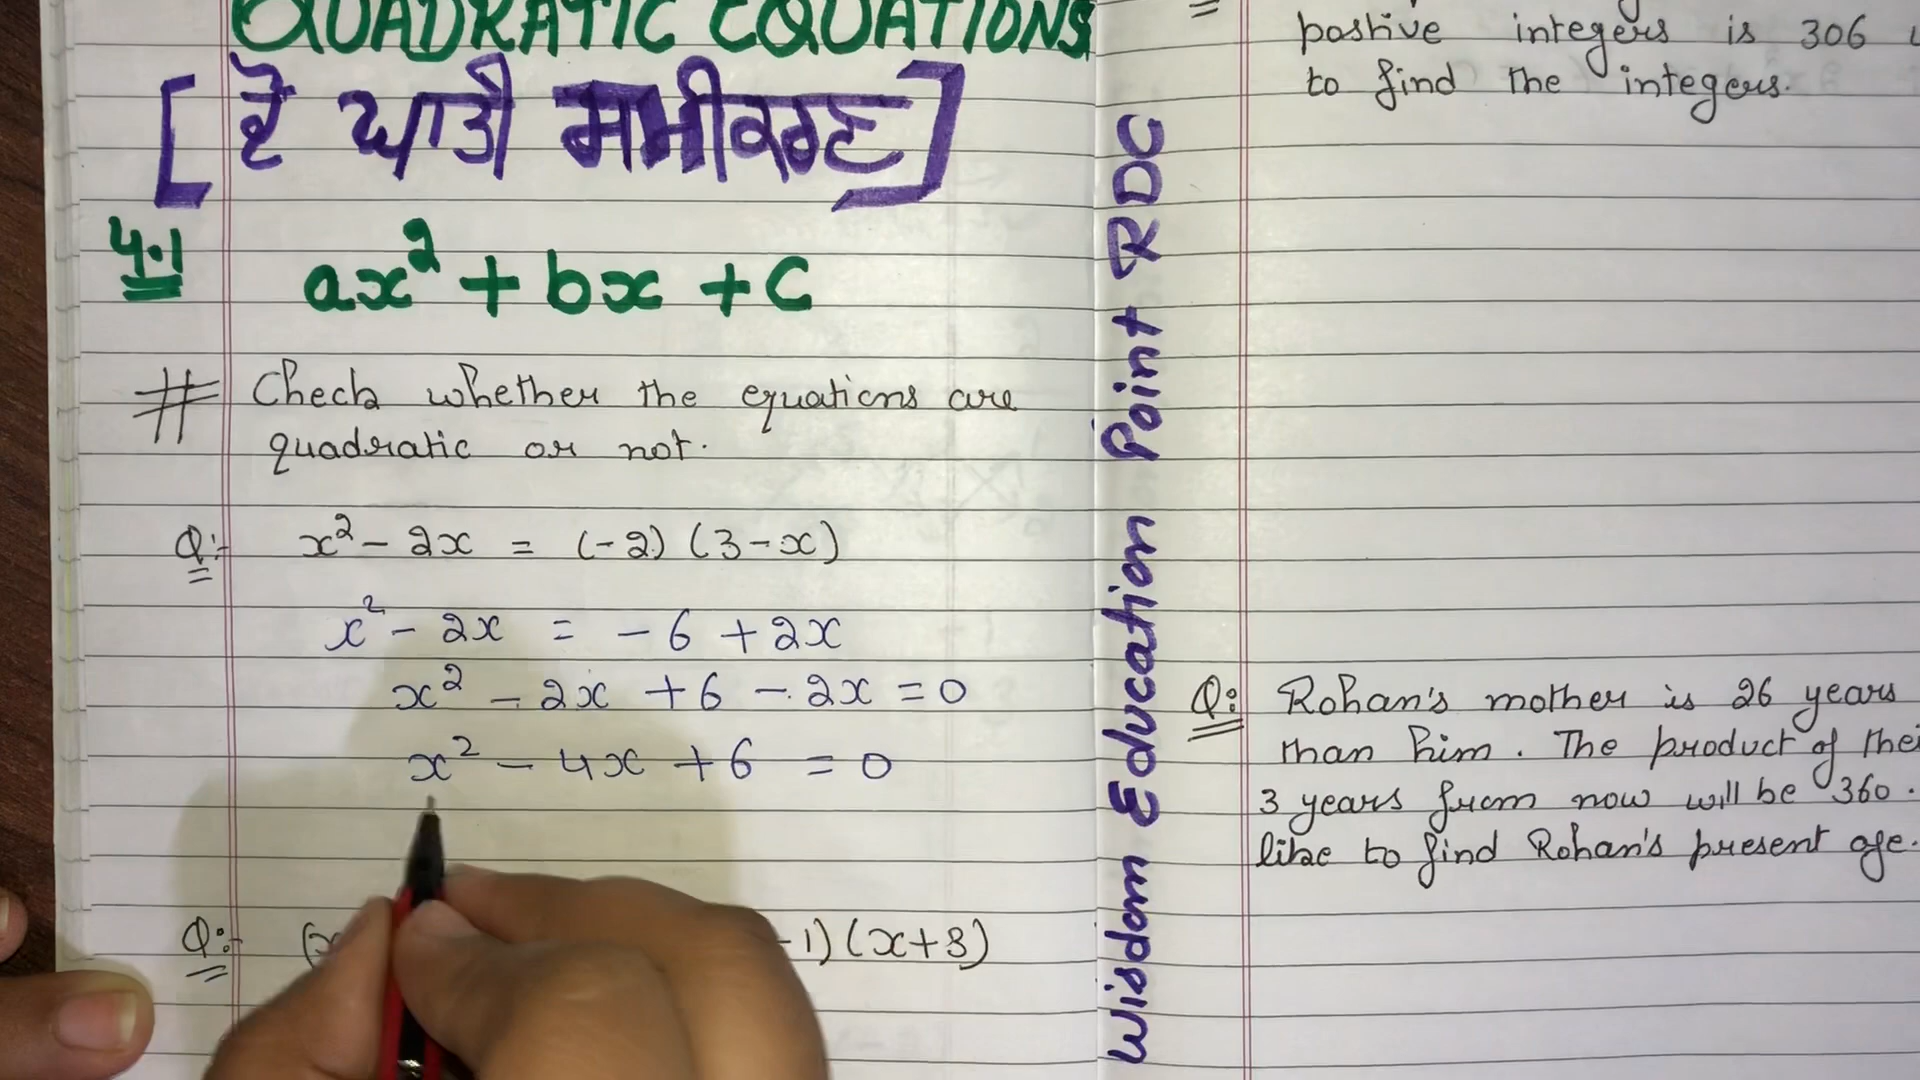 QUADRATIC EQUATIONS
[ਦੋ ਘਾਤੀ ਸਮੀਕਰਣ]
4.1 ax² + bx + c
# Check whether the equations are
quadratic or not.
Q:- x² - 2x = (-2) (3 - x)
x² - 2x = - 6 + 2x
x² - 2x + 6 - 2x = 0
x² - 4x + 6 = 0
Q:- (x -1) (x+3)
Wisdom Education Point RDC
postive integers is 306
to find the integers.
Q: Rohan's mother is 26 years
than him. The product of
3 years from now will be 360.
like to find Rohan's present age.